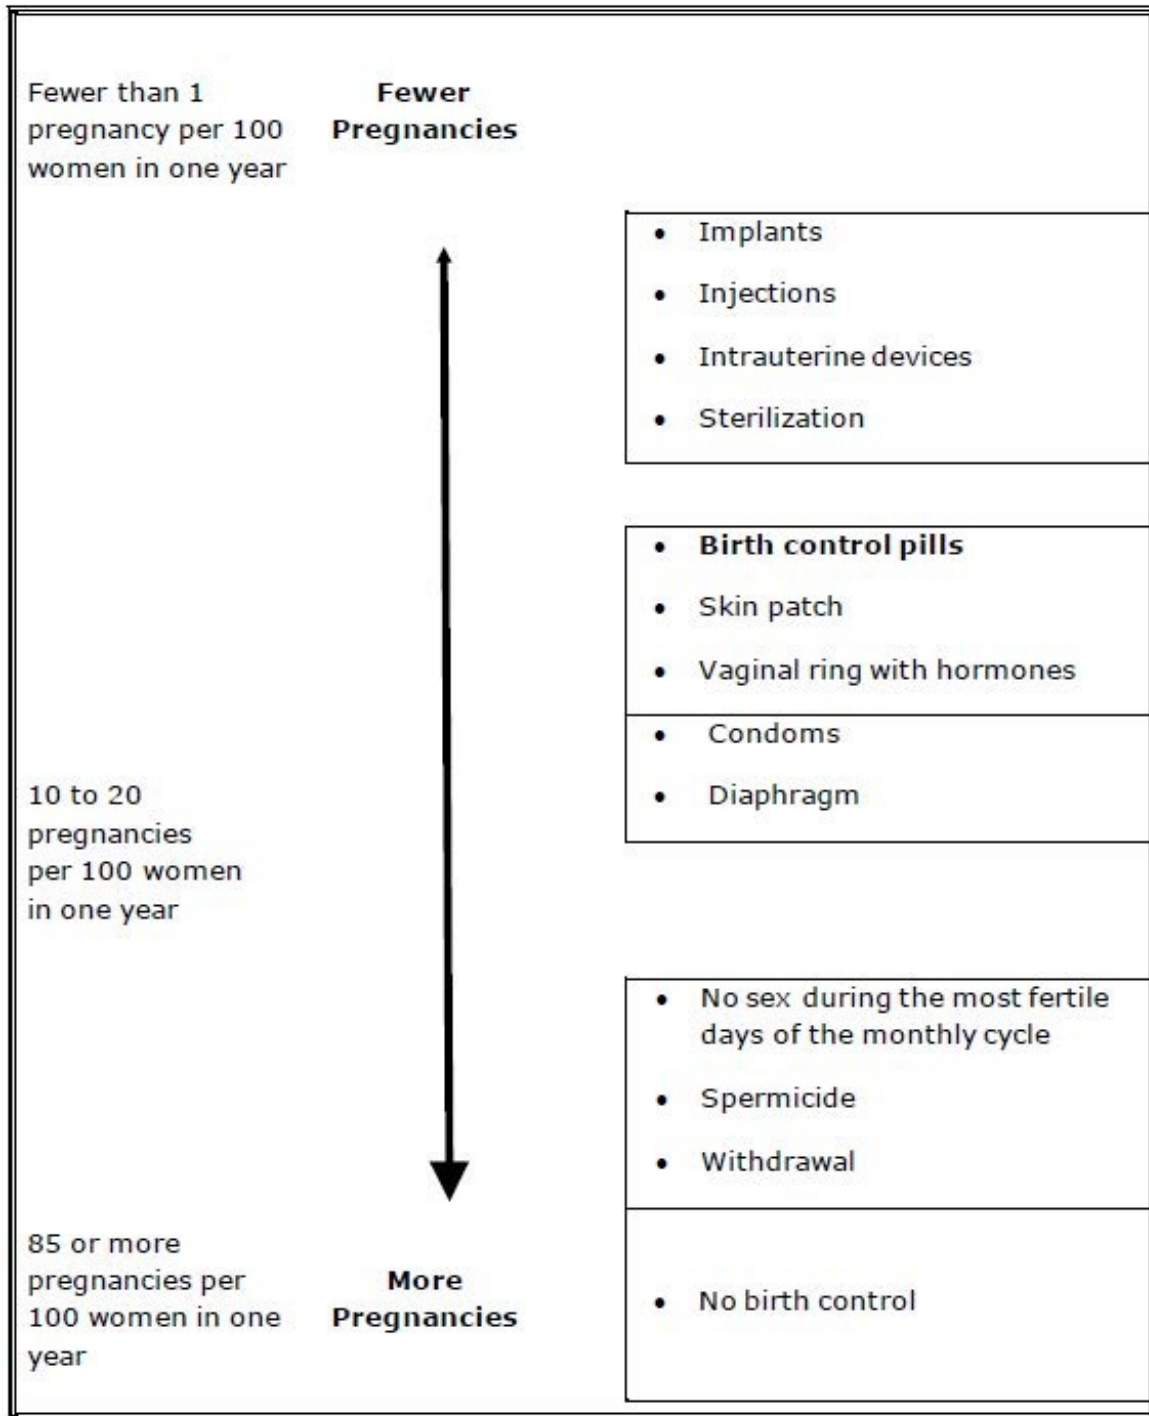 Fewer than 1
pregnancy per 100
women in one year
Fewer
Pregnancies
• Implants
• Injections
• Intrauterine devices
• Sterilization
• Birth control pills
• Skin patch
• Vaginal ring with hormones
• Condoms
• Diaphragm
10 to 20
pregnancies
per 100 women
in one year
• No sex during the most fertile
days of the monthly cycle
• Spermicide
• Withdrawal
85 or more
pregnancies per
100 women in one
year
More
Pregnancies
• No birth control